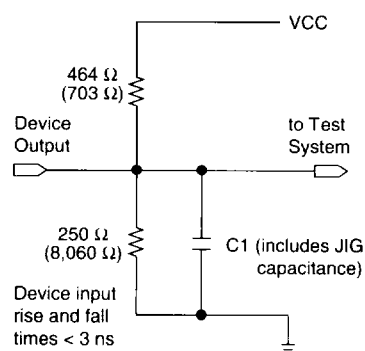 VCC
464 Ω
(703 Ω)
Device
Output
to Test
System
250 Ω
(8,060 Ω)
C1 (includes JIG
capacitance)
Device input
rise and fall
times < 3 ns